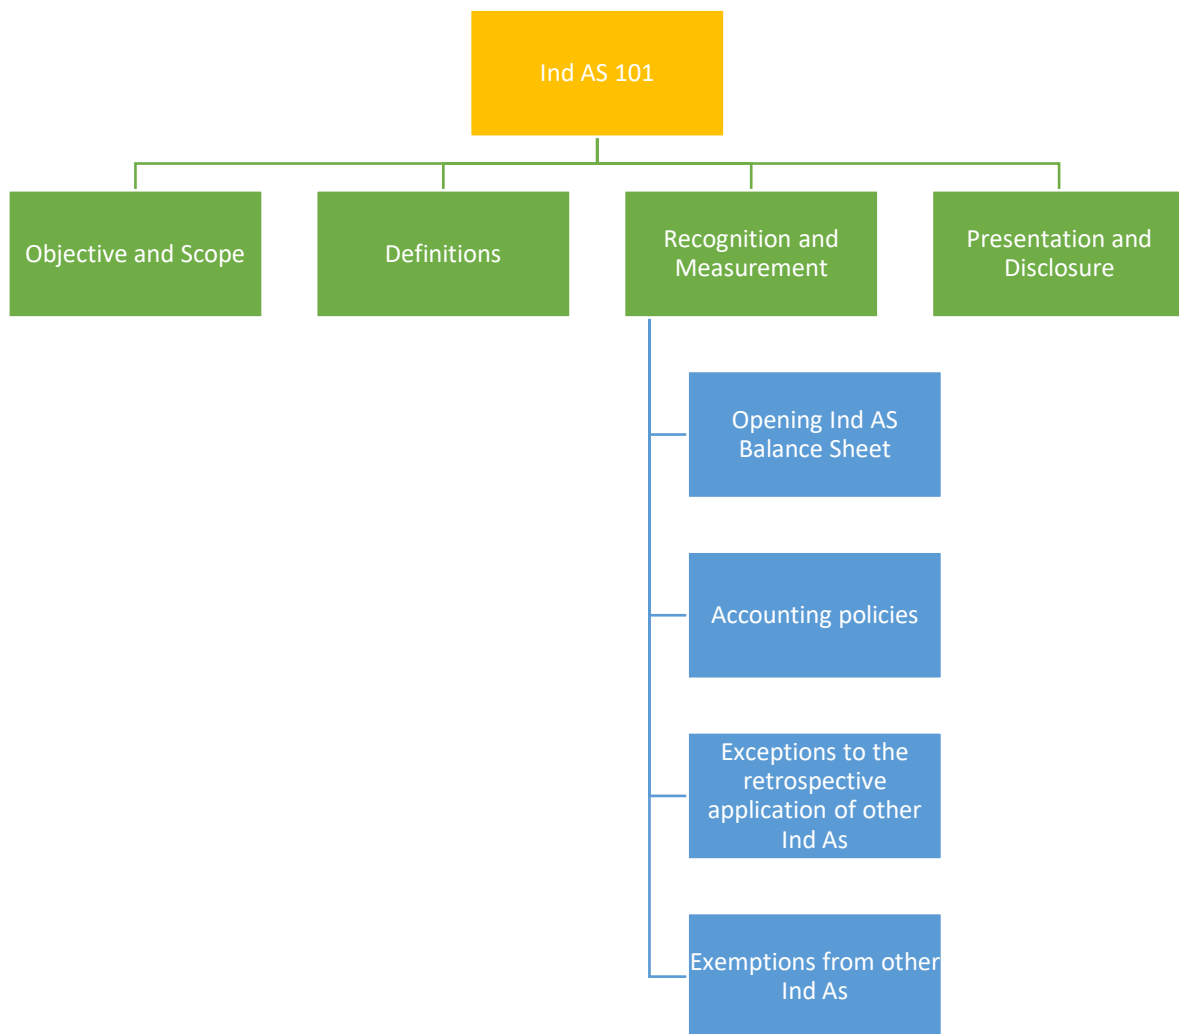 Ind AS 101
Objective and Scope
Definitions
Recognition and
Measurement
Presentation and
Disclosure
Opening Ind AS
Balance Sheet
Accounting policies
Exceptions to the
retrospective
application of other
Ind As
Exemptions from other
Ind As